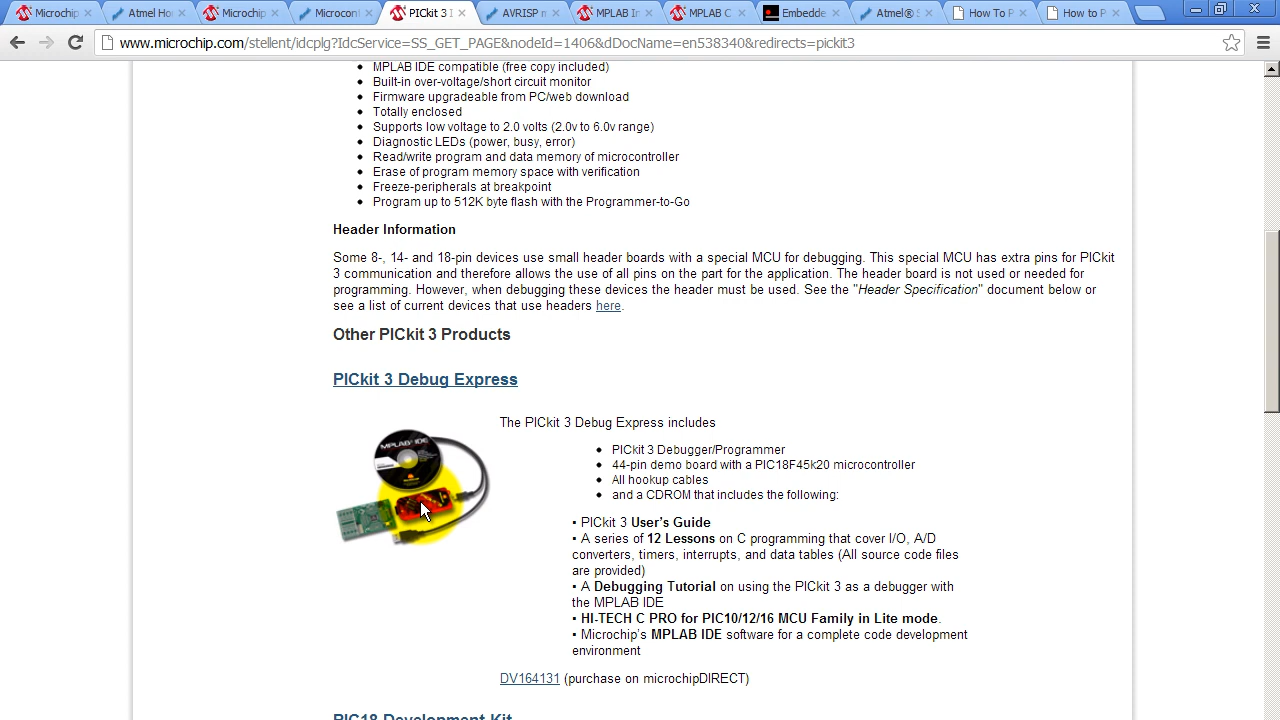 Microchip
Atmel Ho
Microchip
Microcon
PICkit 3 I
AVRISP m
MPLAB In
MPLAB C
Embedde
Atmel® S
How To P
How to
www.microchip.com/stellent/idcplg?IdcService=SS_GET_PAGE&nodeId=1406&dDocName=en538340&redirects=pickit3
• MPLAB IDE compatible (free copy included)
• Built-in over-voltage/short circuit monitor
• Firmware upgradeable from PC/web download
• Totally enclosed
• Supports low voltage to 2.0 volts (2.0v to 6.0v range)
• Diagnostic LEDs (power, busy, error)
• Read/write program and data memory of microcontroller
• Erase of program memory space with verification
• Freeze-peripherals at breakpoint
• Program up to 512K byte flash with the Programmer-to-Go
Header Information
Some 8-, 14- and 18-pin devices use small header boards with a special MCU for debugging. This special MCU has extra pins for PICkit
3 communication and therefore allows the use of all pins on the part for the application. The header board is not used or needed for
programming. However, when debugging these devices the header must be used. See the "Header Specification" document below or
see a list of current devices that use headers here.
Other PICkit 3 Products
PICkit 3 Debug Express
MPLAB IDE
The PICkit 3 Debug Express includes
• PICkit 3 Debugger/Programmer
• 44-pin demo board with a PIC18F45k20 microcontroller
• All hookup cables
• and a CDROM that includes the following:
• PICkit 3 User's Guide
• A series of 12 Lessons on C programming that cover I/O, A/D
converters, timers, interrupts, and data tables (All source code files
are provided)
• A Debugging Tutorial on using the PICkit 3 as a debugger with
the MPLAB IDE
• HI-TECH C PRO for PIC10/12/16 MCU Family in Lite mode.
• Microchip's MPLAB IDE software for a complete code development
environment
DV164131 (purchase on microchipDIRECT)
PIC18 Development Kit